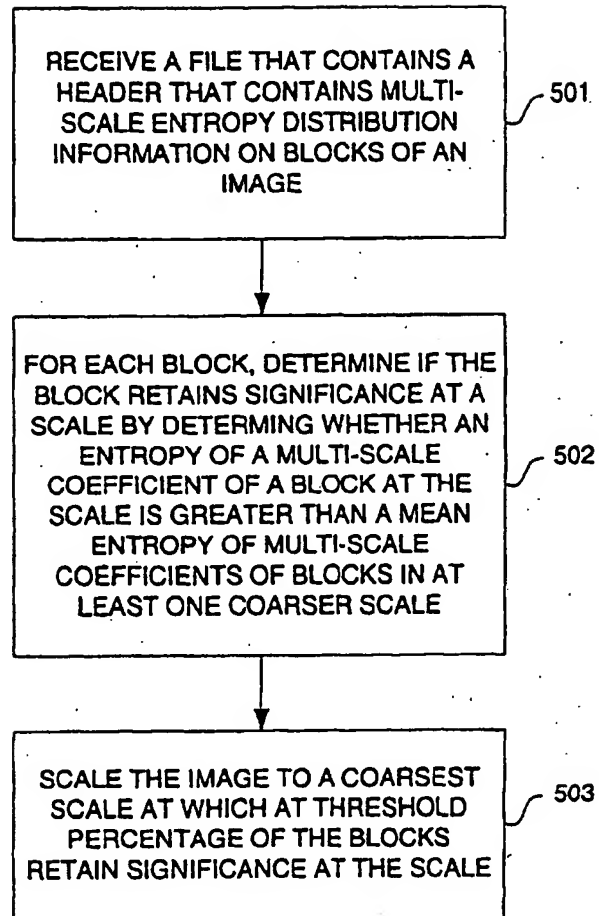 RECEIVE A FILE THAT CONTAINS A
HEADER THAT CONTAINS MULTI-
SCALE ENTROPY DISTRIBUTION
INFORMATION ON BLOCKS OF AN
IMAGE
501
FOR EACH BLOCK, DETERMINE IF THE
BLOCK RETAINS SIGNIFICANCE AT A
SCALE BY DETERMING WHETHER AN
ENTROPY OF A MULTI-SCALE
COEFFICIENT OF A BLOCK AT THE
SCALE IS GREATER THAN A MEAN
ENTROPY OF MULTI-SCALE
COEFFICIENTS OF BLOCKS IN AT
LEAST ONE COARSER SCALE
502
SCALE THE IMAGE TO A COARSEST
SCALE AT WHICH AT THRESHOLD
PERCENTAGE OF THE BLOCKS
RETAIN SIGNIFICANCE AT THE SCALE
503